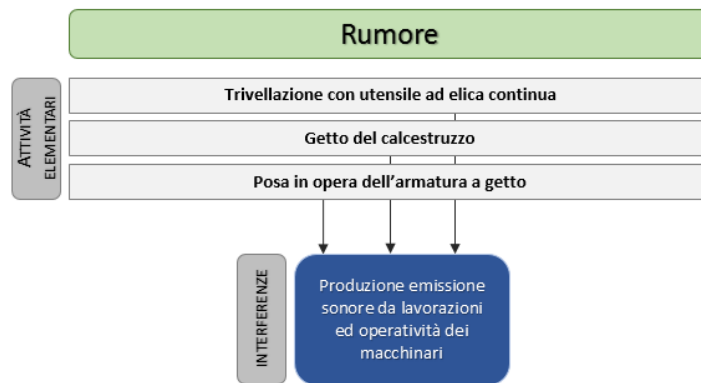 Rumore
ATTIVITÀ
ELEMENTARI
Trivellazione con utensile ad elica continua
Getto del calcestruzzo
Posa in opera dell'armatura a getto
INTERFERENZE
Produzione emissione
sonore da lavorazioni
ed operatività dei
macchinari